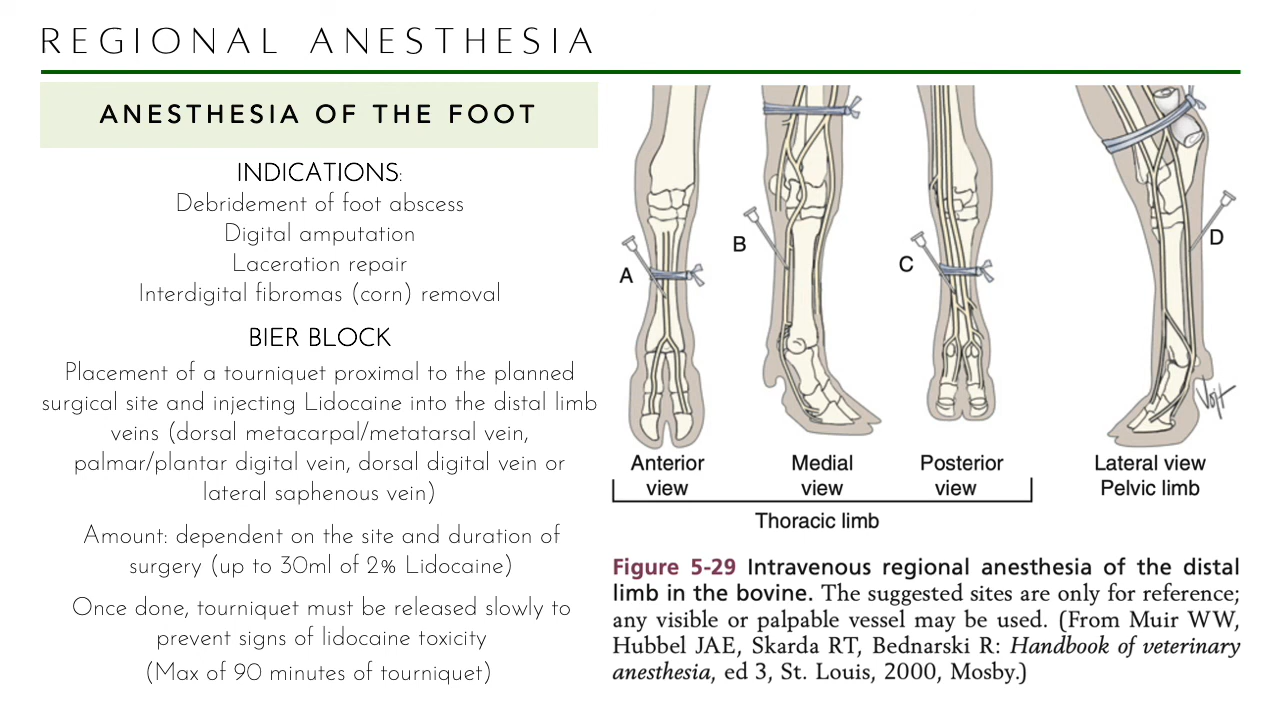 REGIONAL ANESTHESIA
ANESTHESIA OF THE FOOT
INDICATIONS:
Debridement of foot abscess
Digital amputation
Laceration repair
Interdigital fibromas (corn) removal
BIER BLOCK
Placement of a tourniquet proximal to the planned
surgical site and injecting Lidocaine into the distal limb
veins (dorsal metacarpal/metatarsal vein,
palmar/plantar digital vein, dorsal digital vein or
lateral saphenous vein)
Amount: dependent on the site and duration of
surgery (up to 30ml of 2% Lidocaine)
Once done, tourniquet must be released slowly to
prevent signs of lidocaine toxicity
(Max of 90 minutes of tourniquet)
A
B
C
D
Voit
Anterior
view
Medial
view
Posterior
view
Lateral view
Pelvic limb
Thoracic limb
Figure 5-29 Intravenous regional anesthesia of the distal
limb in the bovine. The suggested sites are only for reference;
any visible or palpable vessel may be used. (From Muir WW,
Hubbel JAE, Skarda RT, Bednarski R: Handbook of veterinary
anesthesia, ed 3, St. Louis, 2000, Mosby.)